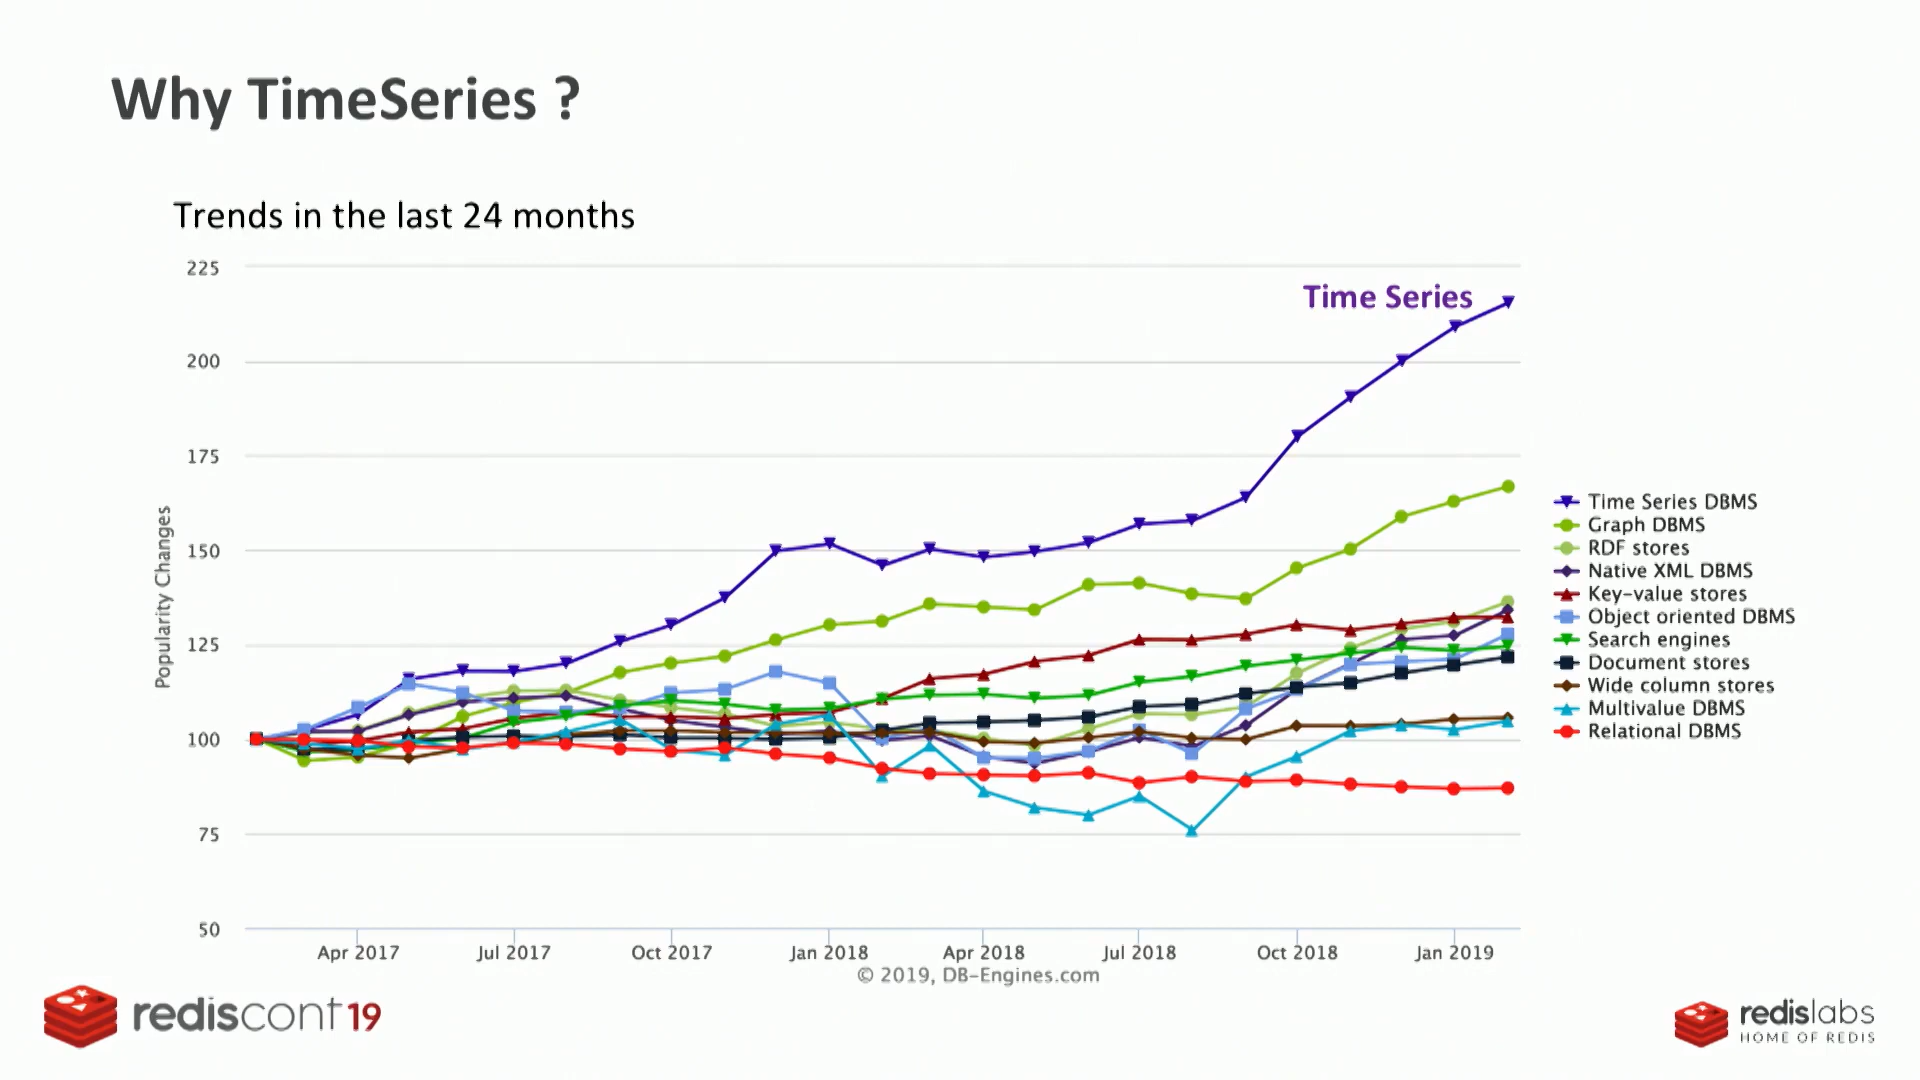 Why TimeSeries ?
Trends in the last 24 months
225
200
175
150
125
100
75
50
Popularity Changes
Time Series
Time Series DBMS
Graph DBMS
RDF stores
Native XML DBMS
Key-value stores
Object oriented DBMS
Search engines
Document stores
Wide column stores
Multivalue DBMS
Relational DBMS
Apr 2017 Jul 2017 Oct 2017 Jan 2018 Apr 2018 Jul 2018 Oct 2018 Jan 2019
© 2019, DB-Engines.com
redisconf 19
redislabs
HOME OF REDIS